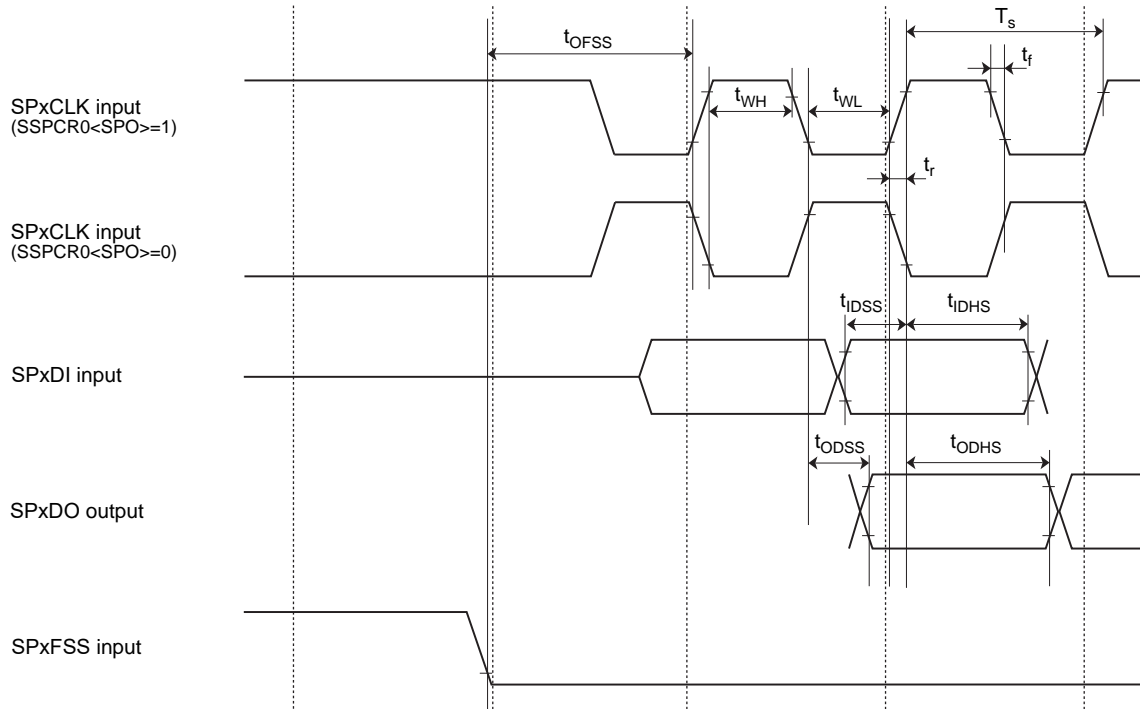 T_s
t_OFSS
t_f
SPxCLK input
(SSPCR0<SPO>=1)
t_WH
t_WL
t_r
SPxCLK input
(SSPCR0<SPO>=0)
t_IDSS
t_IDHS
SPxDI input
t_ODSS
t_ODHS
SPxDO output
SPxFSS input